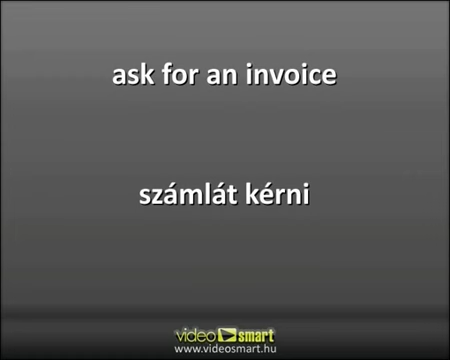 ask for an invoice
számlát kérni
video smart
www.videosmart.hu